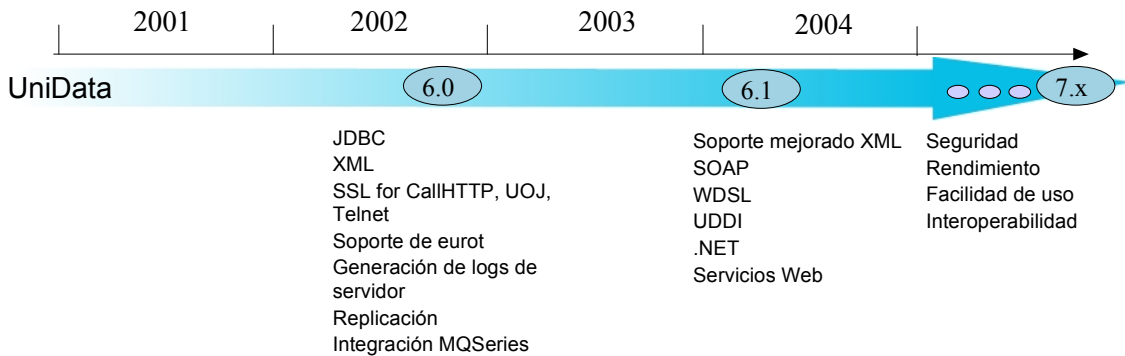 2001 2002 2003 2004
UniData 6.0 6.1 7.x
JDBC
XML
SSL for CallHTTP, UOJ,
Telnet
Soporte de eurot
Generación de logs de
servidor
Replicación
Integración MQSeries
Soporte mejorado XML
SOAP
WDSL
UDDI
.NET
Servicios Web
Seguridad
Rendimiento
Facilidad de uso
Interoperabilidad